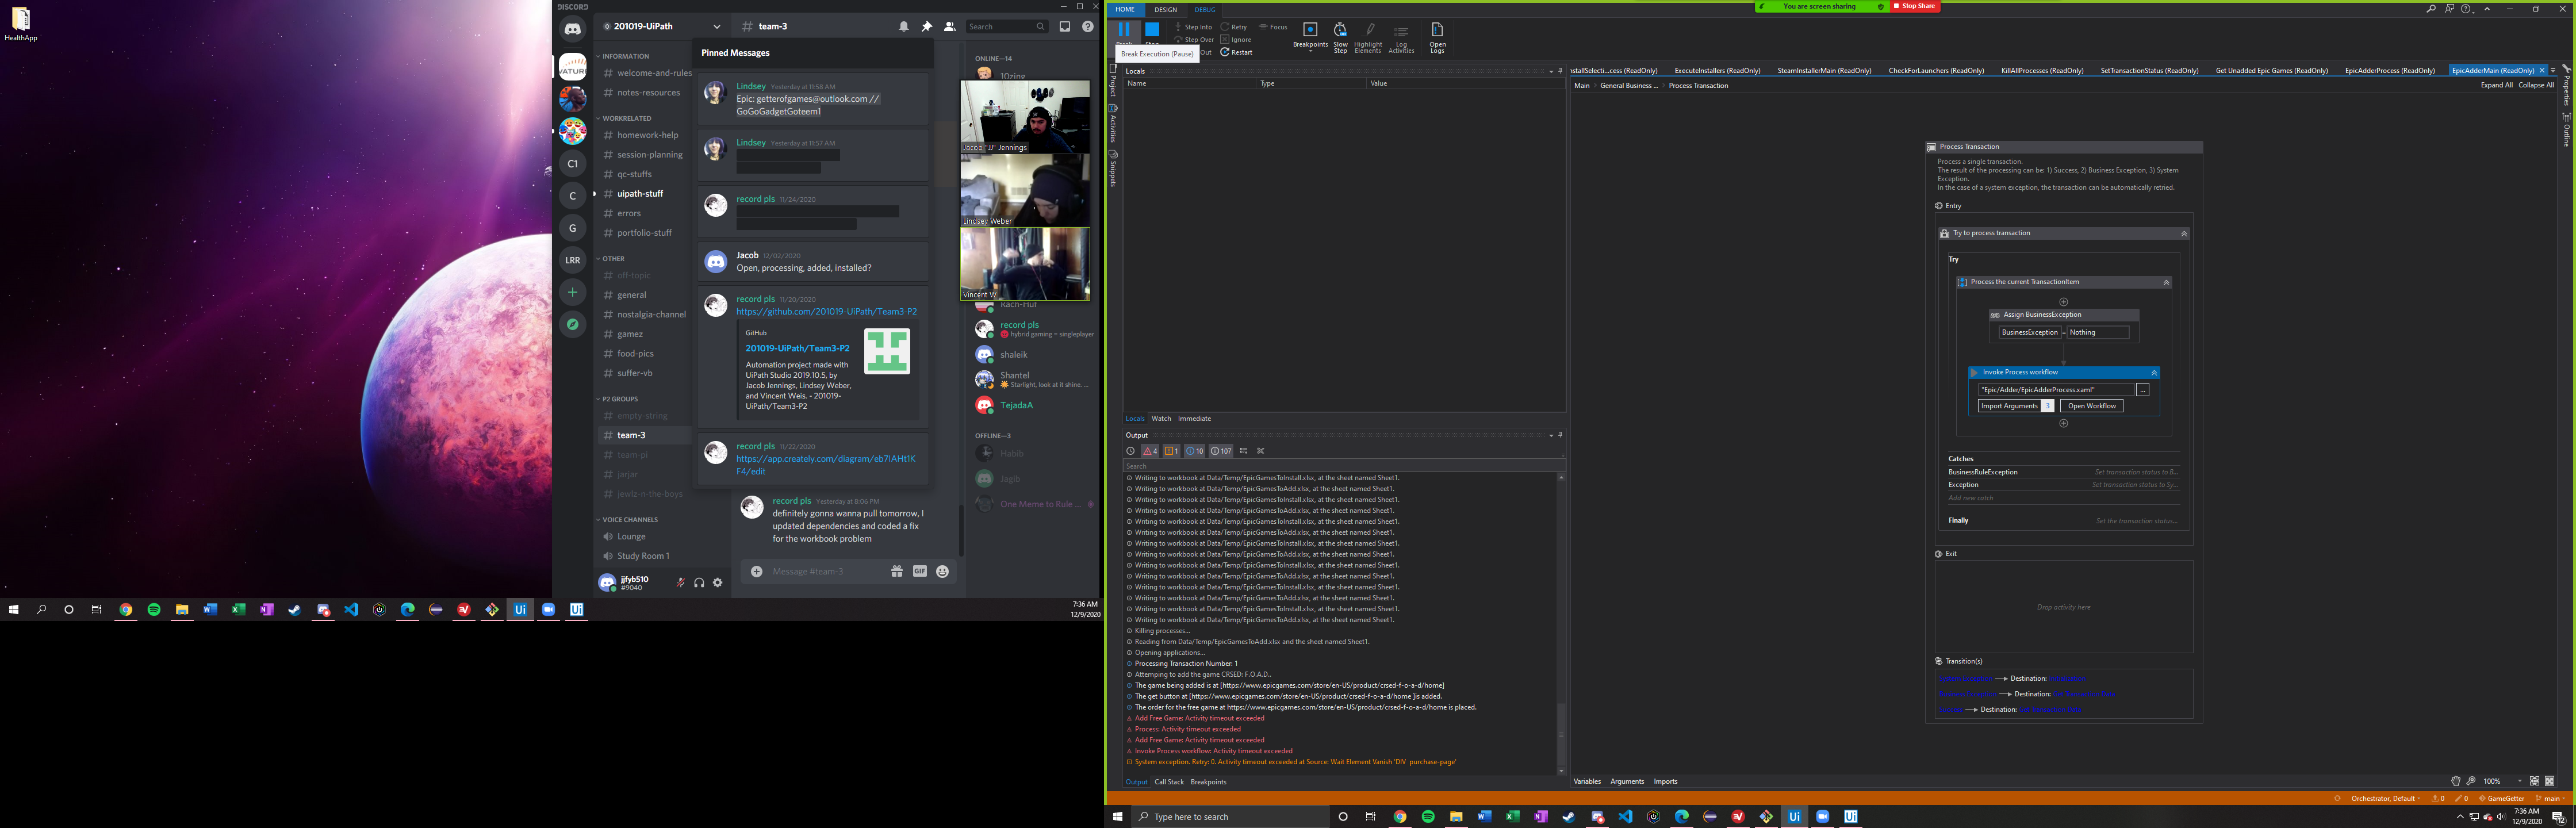 HealthApp
DISCORD
201019-UiPath
team-3
Search
INFORMATION
welcome-and-rules
notes-resources
WORKRELATED
homework-help
session-planning
qc-stuffs
uipath-stuff
errors
portfolio-stuff
OTHER
off-topic
general
nostalgia-channel
gamez
food-pics
suffer-vb
P2 GROUPS
empty-string
team-3
team-pi
jarjar
jewlz-n-the-boys
VOICE CHANNELS
Lounge
Study Room 1
jjfyb510
#9040
C1
C
G
LRR
Pinned Messages
Lindsey Yesterday at 11:58 AM
Epic: getterofgames@outlook.com //
GoGoGadgetGoteem1
Lindsey Yesterday at 11:57 AM
record pls 11/24/2020
Jacob 12/02/2020
Open, processing, added, installed?
record pls 11/20/2020
https://github.com/201019-UiPath/Team3-P2
GitHub
201019-UiPath/Team3-P2
Automation project made with
UiPath Studio 2019.10.5, by
Jacob Jennings, Lindsey Weber,
and Vincent Weis. - 201019-
UiPath/Team3-P2
record pls 11/22/2020
https://app.creately.com/diagram/eb7IAHt1K
F4/edit
record pls Yesterday at 8:06 PM
definitely gonna wanna pull tomorrow, I
updated dependencies and coded a fix
for the workbook problem
Message #team-3
GIF
ONLINE—14
10zing
Jacob "JJ" Jennings
Lindsey Weber
Vincent W
Rach-Mur
record pls
hybrid gaming = singleplayer
shaleik
Shantel
Starlight, look at it shine. ...
TejadaA
OFFLINE—3
Habib
Jagib
One Meme to Rule ...
7:36 AM
12/9/2020
HOME
DESIGN
DEBUG
You are screen sharing
Stop Share
Break
Stop
Step Into
Step Over
Out
Retry
Ignore
Restart
Focus
Breakpoints
Slow
Step
Highlight
Elements
Log
Activities
Open
Logs
Break Execution (Pause)
Project
Activities
Snippets
Locals
Name Type Value
Locals Watch Immediate
Output
4 1 10 107
Search
Writing to workbook at Data/Temp/EpicGamesToInstall.xlsx, at the sheet named Sheet1.
Writing to workbook at Data/Temp/EpicGamesToAdd.xlsx, at the sheet named Sheet1.
Writing to workbook at Data/Temp/EpicGamesToInstall.xlsx, at the sheet named Sheet1.
Writing to workbook at Data/Temp/EpicGamesToAdd.xlsx, at the sheet named Sheet1.
Writing to workbook at Data/Temp/EpicGamesToInstall.xlsx, at the sheet named Sheet1.
Writing to workbook at Data/Temp/EpicGamesToAdd.xlsx, at the sheet named Sheet1.
Writing to workbook at Data/Temp/EpicGamesToInstall.xlsx, at the sheet named Sheet1.
Writing to workbook at Data/Temp/EpicGamesToAdd.xlsx, at the sheet named Sheet1.
Writing to workbook at Data/Temp/EpicGamesToInstall.xlsx, at the sheet named Sheet1.
Writing to workbook at Data/Temp/EpicGamesToAdd.xlsx, at the sheet named Sheet1.
Writing to workbook at Data/Temp/EpicGamesToInstall.xlsx, at the sheet named Sheet1.
Writing to workbook at Data/Temp/EpicGamesToAdd.xlsx, at the sheet named Sheet1.
Writing to workbook at Data/Temp/EpicGamesToInstall.xlsx, at the sheet named Sheet1.
Writing to workbook at Data/Temp/EpicGamesToAdd.xlsx, at the sheet named Sheet1.
Killing processes...
Reading from Data/Temp/EpicGamesToAdd.xlsx and the sheet named Sheet1.
Opening applications...
Processing Transaction Number: 1
Attemping to add the game CRSED: F.O.A.D..
The game being added is at [https://www.epicgames.com/store/en-US/product/crsed-f-o-a-d/home]
The get button at [https://www.epicgames.com/store/en-US/product/crsed-f-o-a-d/home ]is added.
The order for the free game at https://www.epicgames.com/store/en-US/product/crsed-f-o-a-d/home is placed.
Add Free Game: Activity timeout exceeded
Process: Activity timeout exceeded
Add Free Game: Activity timeout exceeded
Invoke Process workflow: Activity timeout exceeded
System exception. Retry: 0. Activity timeout exceeded at Source: Wait Element Vanish 'DIV purchase-page'
Output Call Stack Breakpoints
nstallSelecti...ccess (ReadOnly)
ExecuteInstallers (ReadOnly)
SteamInstallerMain (ReadOnly)
CheckForLaunchers (ReadOnly)
KillAllProcesses (ReadOnly)
SetTransactionStatus (ReadOnly)
Get Unadded Epic Games (ReadOnly)
EpicAdderProcess (ReadOnly)
EpicAdderMain (ReadOnly)
Main > General Business ... > Process Transaction
Expand All Collapse All
Properties
Outline
Process Transaction
Process a single transaction.
The result of the processing can be: 1) Success, 2) Business Exception, 3) System
Exception.
In the case of a system exception, the transaction can be automatically retried.
Entry
Try to process transaction
Try
Process the current TransactionItem
Assign BusinessException
BusinessException = Nothing
Invoke Process workflow
"Epic/Adder/EpicAdderProcess.xaml" ...
Import Arguments 3 Open Workflow
Catches
BusinessRuleException Set transaction status to B...
Exception Set transaction status to Sy...
Add new catch
Finally Set the transaction status...
Exit
Drop activity here
Transition(s)
Destination:
Destination:
Destination:
Variables Arguments Imports
100%
Orchestrator, Default 0 0 GameGetter main
Type here to search
7:36 AM
12/9/2020